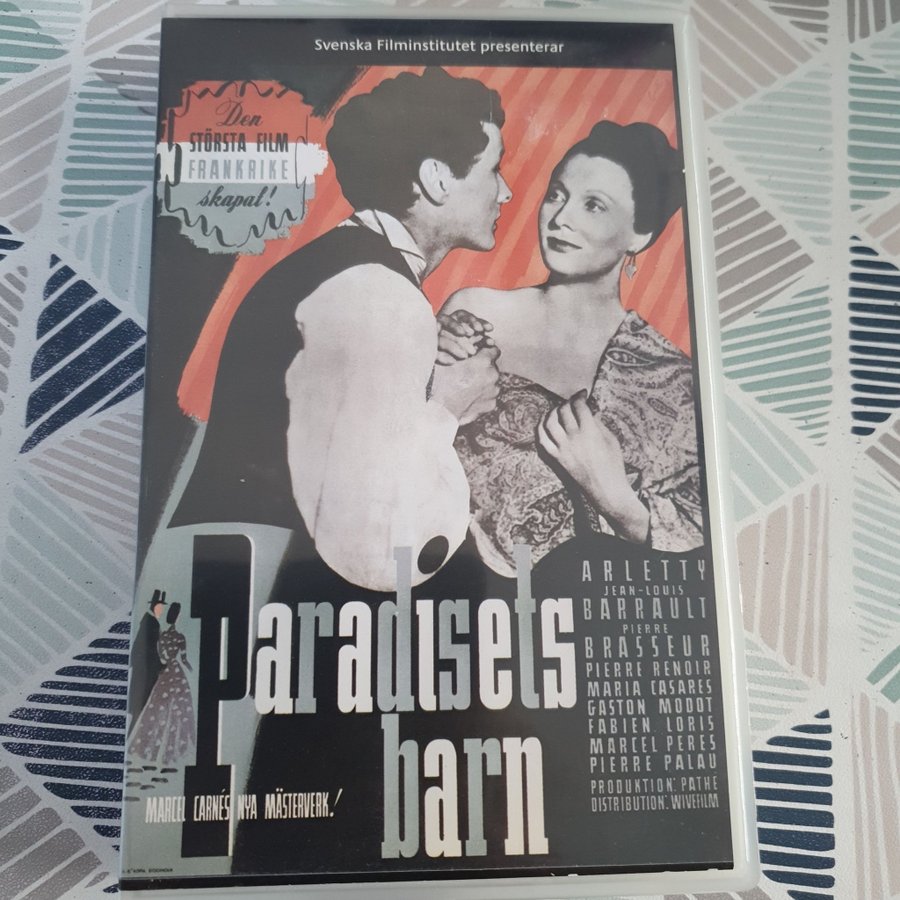 Svenska Filminstitutet presenterar
Den
STÖRSTA FILM
FRANKRIKE
skapat!
ARLETTY
JEAN-LOUIS
BARRAULT
PIERRE
BRASSEUR
PIERRE RENOIR
MARIA CASARES
GASTON MODOT
FABIEN LORIS
MARCEL PERES
PIERRE PALAU
PRODUKTION: PATHE
DISTRIBUTION: WIVEFILM
Paradisets
barn
MARCEL CARNÉS NYA MÄSTERVERK!